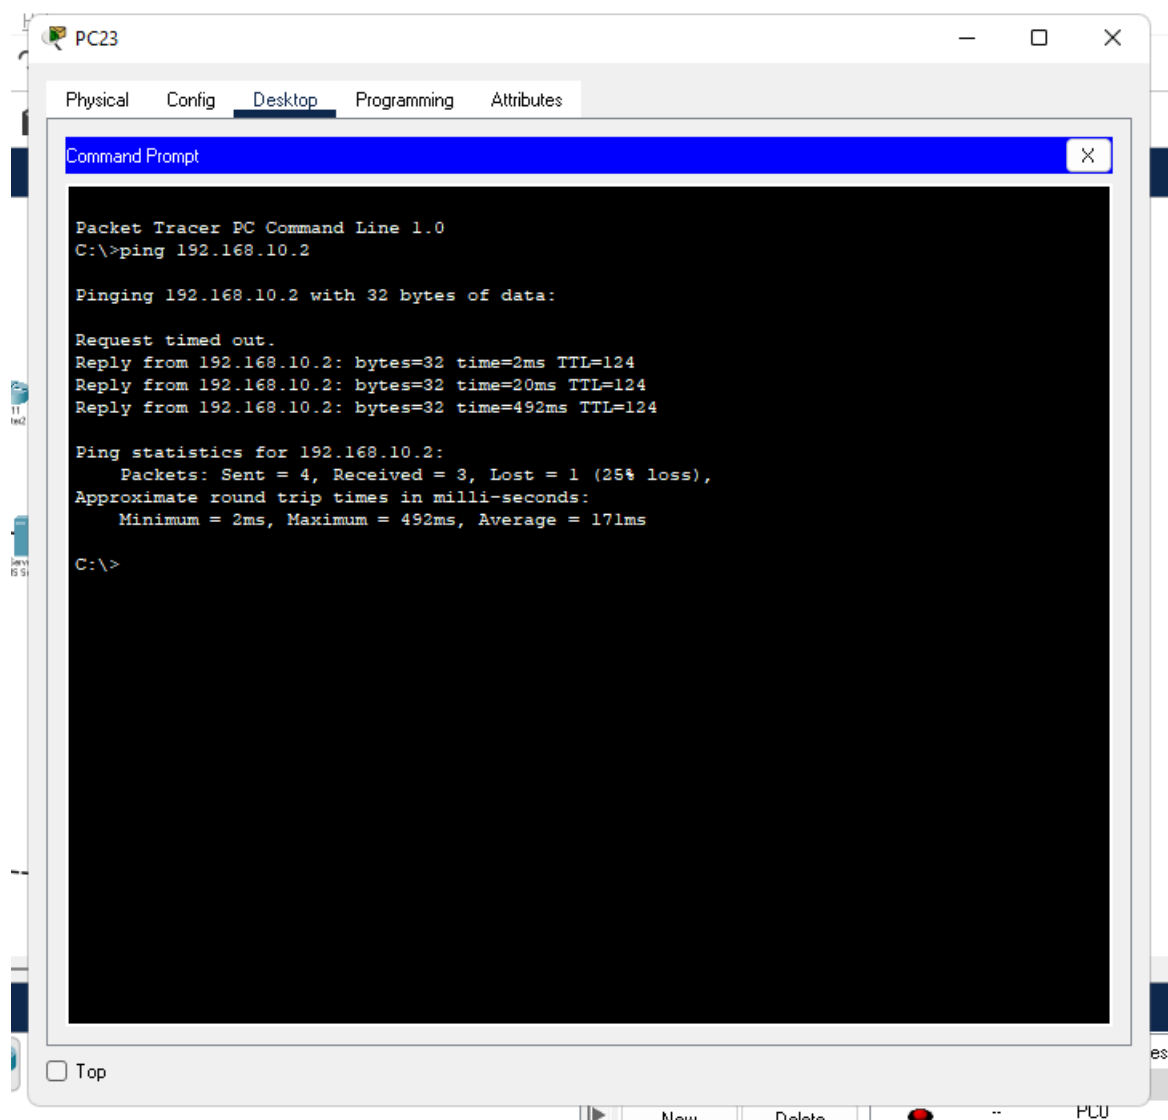 PC23
Physical Config Desktop Programming Attributes
Command Prompt
X
Packet Tracer PC Command Line 1.0
C:\>ping 192.168.10.2
Pinging 192.168.10.2 with 32 bytes of data:
Request timed out.
Reply from 192.168.10.2: bytes=32 time=2ms TTL=124
Reply from 192.168.10.2: bytes=32 time=20ms TTL=124
Reply from 192.168.10.2: bytes=32 time=492ms TTL=124
Ping statistics for 192.168.10.2:
Packets: Sent = 4, Received = 3, Lost = 1 (25% loss),
Approximate round trip times in milli-seconds:
Minimum = 2ms, Maximum = 492ms, Average = 171ms
C:\>
Top
New Delete -- PC0